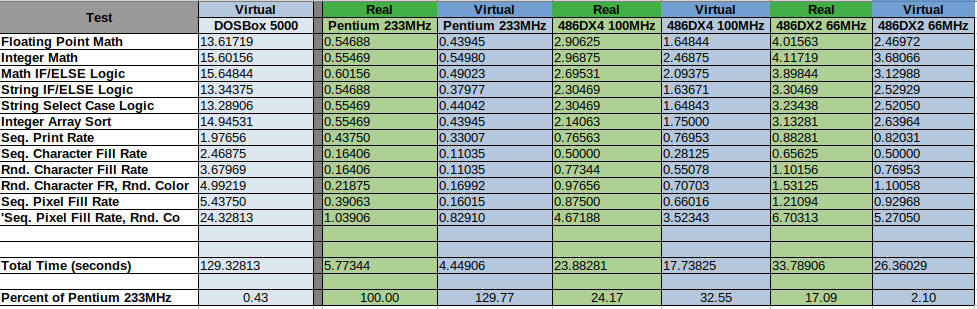 Test Virtual Real Virtual Real Virtual Real Virtual
DOSBox 5000 Pentium 233MHz Pentium 233MHz 486DX4 100MHz 486DX4 100MHz 486DX2 66MHz 486DX2 66MHz
Floating Point Math 13.61719 0.54688 0.43945 2.90625 1.64844 4.01563 2.46972
Integer Math 15.60156 0.55469 0.54980 2.96875 2.46875 4.11719 3.68066
Math IF/ELSE Logic 15.64844 0.60156 0.49023 2.69531 2.09375 3.89844 3.12988
String IF/ELSE Logic 13.34375 0.54688 0.37977 2.30469 1.63671 3.30469 2.52929
String Select Case Logic 13.28906 0.55469 0.44042 2.30469 1.64843 3.23438 2.52050
Integer Array Sort 14.94531 0.55469 0.43945 2.14063 1.75000 3.13281 2.63964
Seq. Print Rate 1.97656 0.43750 0.33007 0.76563 0.76953 0.88281 0.82031
Seq. Character Fill Rate 2.46875 0.16406 0.11035 0.50000 0.28125 0.65625 0.50000
Rnd. Character Fill Rate 3.67969 0.16406 0.11035 0.77344 0.55078 1.10156 0.76953
Rnd. Character FR, Rnd. Color 4.99219 0.21875 0.16992 0.97656 0.70703 1.53125 1.10058
Seq. Pixel Fill Rate 5.43750 0.39063 0.16015 0.87500 0.66016 1.21094 0.92968
'Seq. Pixel Fill Rate, Rnd. Co 24.32813 1.03906 0.82910 4.67188 3.52343 6.70313 5.27050
Total Time (seconds) 129.32813 5.77344 4.44906 23.88281 17.73825 33.78906 26.36029
Percent of Pentium 233MHz 0.43 100.00 129.77 24.17 32.55 17.09 2.10